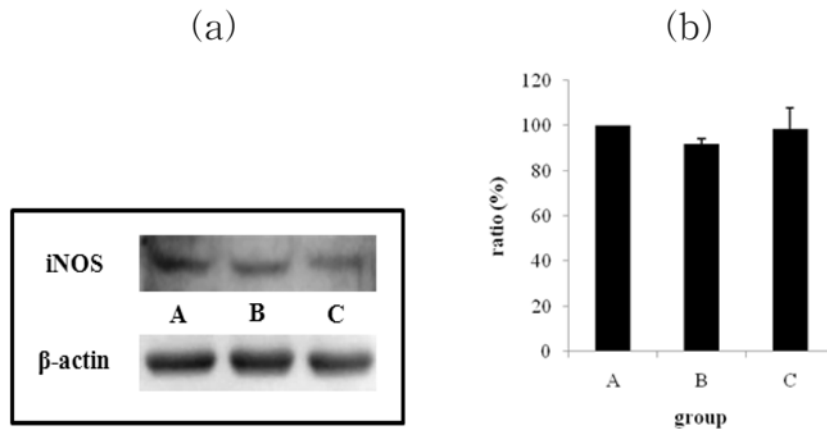 (a)
iNOS
A B C
β-actin
(b)
ratio (%)
120
100
80
60
40
20
0
A B C
group